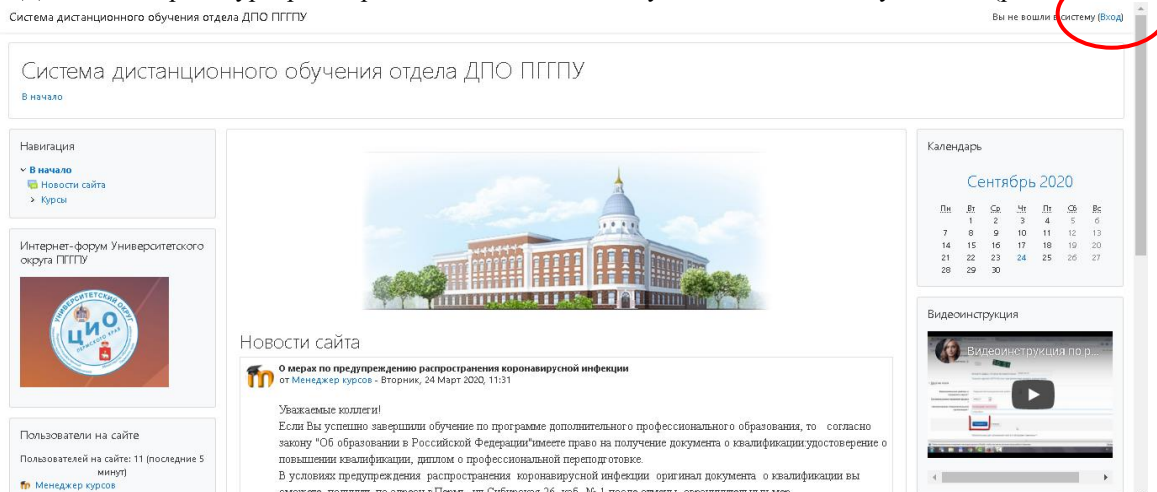 Система дистанционного обучения отдела ДПО ПГГПУ
Вы не вошли в систему (Вход)
Система дистанционного обучения отдела ДПО ПГГПУ
В начало
Навигация
В начало
Новости сайта
Курсы
Интернет-форум Университетского
округа ПГГПУ
УНИВЕРСИТЕТСКИЙ ОКРУГ
ЦИО
ПЕРМСКОГО КРАЯ
Пользователи на сайте
Пользователей на сайте: 11 (последние 5
минут)
Менеджер курсов
Новости сайта
О мерах по предупреждению распространения коронавирусной инфекции
от Менеджер курсов - Вторник, 24 Март 2020, 11:31
Уважаемые коллеги!
Если Вы успешно завершили обучение по программе дополнительного профессионального образования, то согласно
закону "Об образовании в Российской Федерации"имеете право на получение документа о квалификации:удостоверение о
повышении квалификации, диплом о профессиональной переподготовке.
В условиях предупреждения распространения коронавирусной инфекции оригинал документа о квалификации вы
Календарь
Сентябрь 2020
Пн Вт Ср Чт Пт Сб Вс
1 2 3 4 5 6
7 8 9 10 11 12 13
14 15 16 17 18 19 20
21 22 23 24 25 26 27
28 29 30
Видеоинструкция
Видеоинструкция по р...